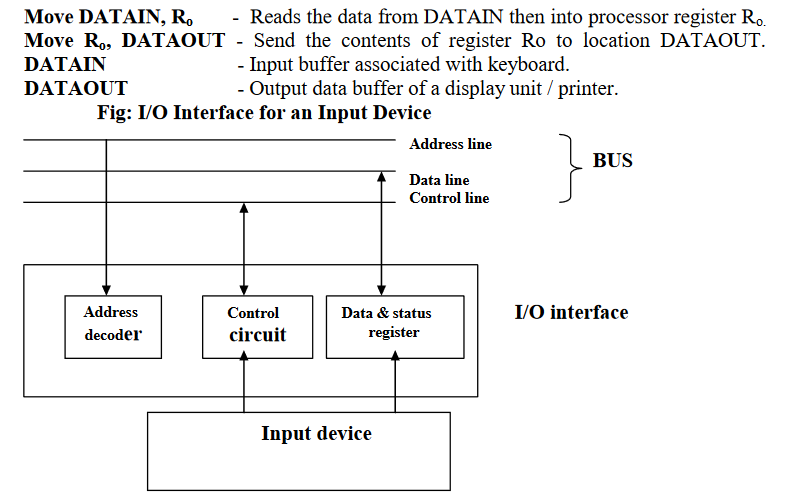 Move DATAIN, Ro - Reads the data from DATAIN then into processor register Ro.
Move Ro, DATAOUT - Send the contents of register Ro to location DATAOUT.
DATAIN - Input buffer associated with keyboard.
DATAOUT - Output data buffer of a display unit / printer.
Fig: I/O Interface for an Input Device
Address line
BUS
Data line
Control line
Address
decoder
Control
circuit
Data & status
register
I/O interface
Input device